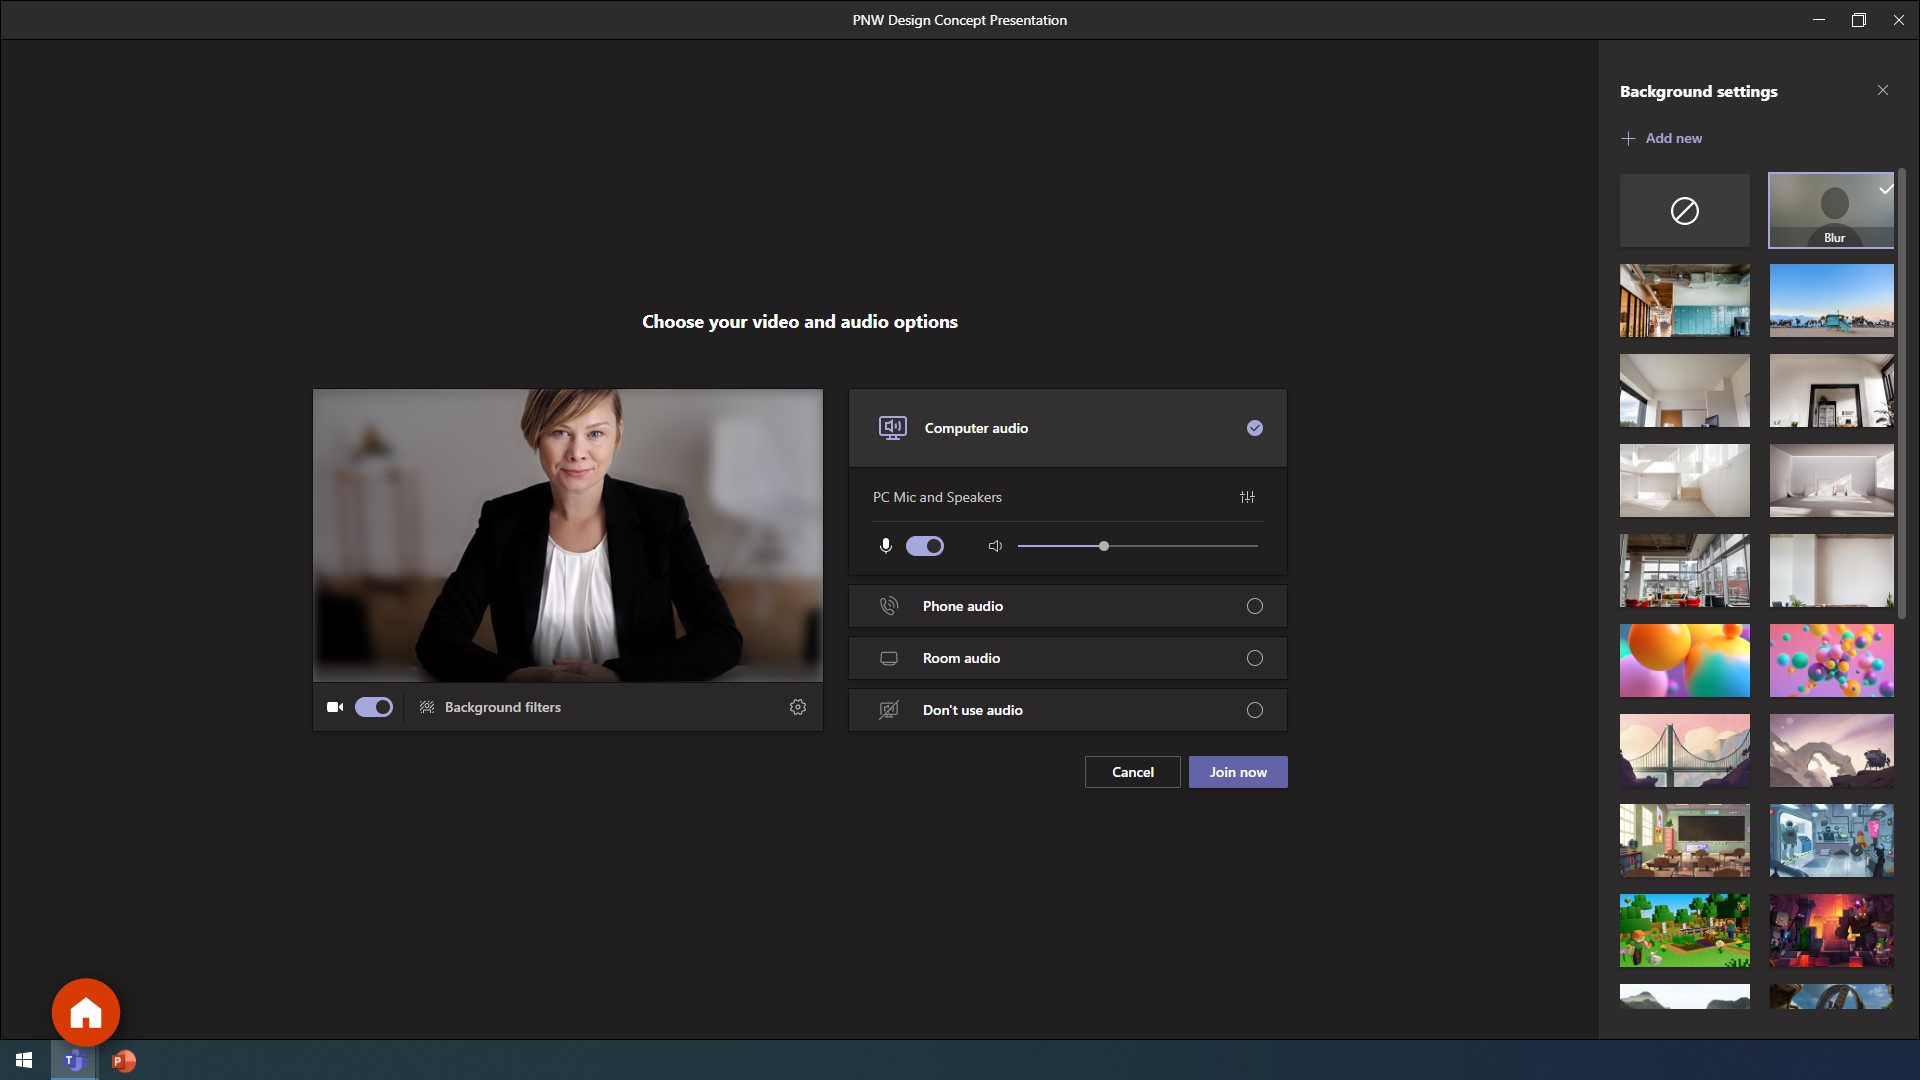 PNW Design Concept Presentation
Background settings
Add new
Blur
Choose your video and audio options
Computer audio
PC Mic and Speakers
Phone audio
Room audio
Don't use audio
Background filters
Cancel
Join now
T
P